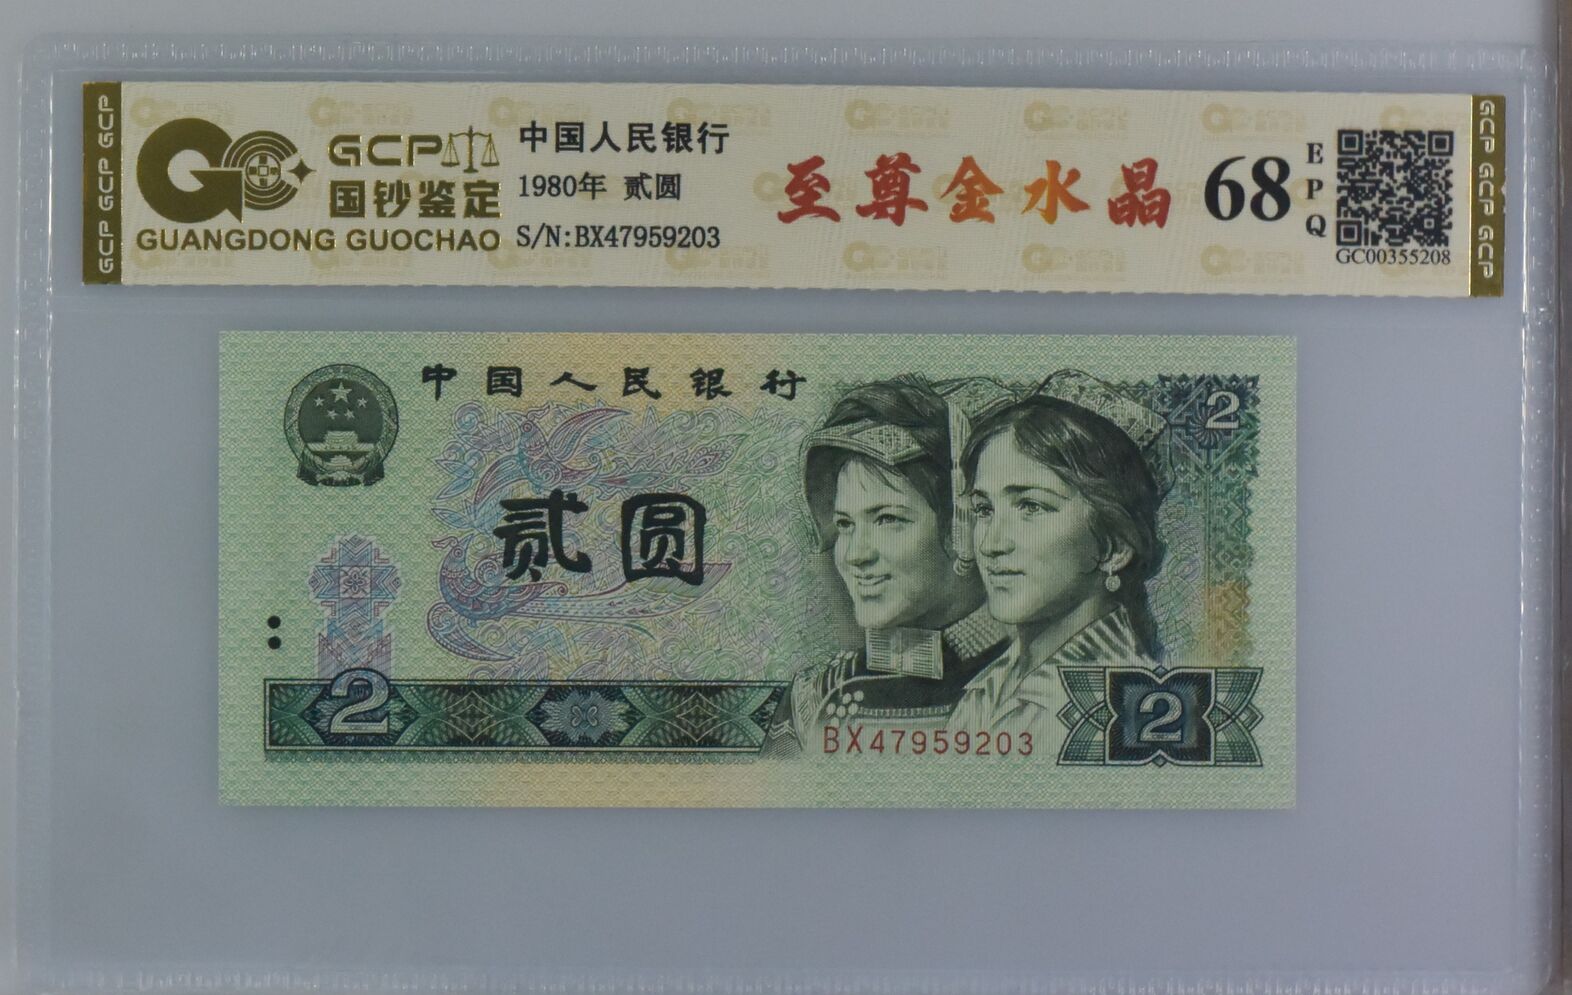 GCP GCP GCP
GCP
国钞鉴定
GUANGDONG GUOCHAO
中国人民银行
1980年 贰圆
S/N:BX47959203
至尊金水晶
68
EPQ
GC00355208
GCP GCP GCP
中国人民银行
2
贰圆
2
2
BX47959203